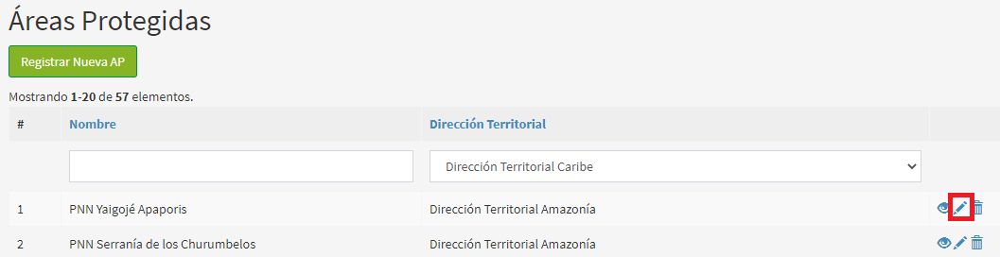 Áreas Protegidas
Registrar Nueva AP
Mostrando 1-20 de 57 elementos.
# Nombre Dirección Territorial
Dirección Territorial Caribe
1 PNN Yaigojé Apaporis Dirección Territorial Amazonía
2 PNN Serranía de los Churumbelos Dirección Territorial Amazonía